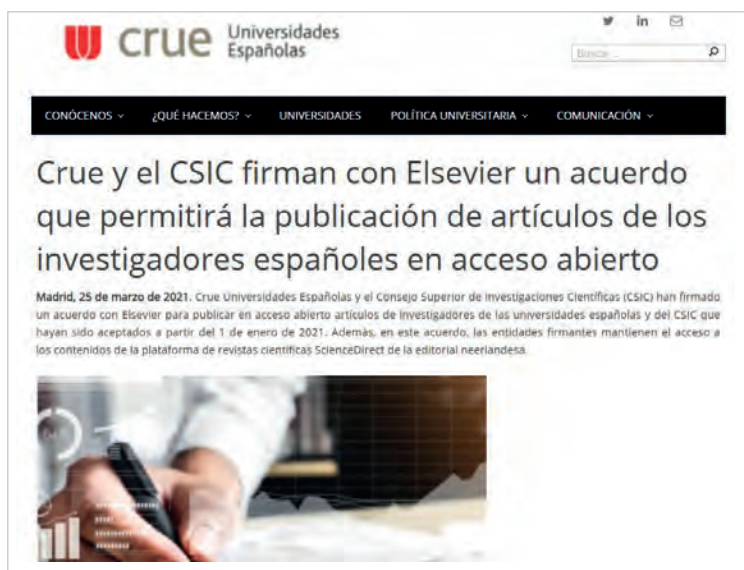 crue Universidades
Españolas
Buscar ...
CONÓCENOS ¿QUÉ HACEMOS? UNIVERSIDADES POLÍTICA UNIVERSITARIA COMUNICACIÓN
Crue y el CSIC firman con Elsevier un acuerdo
que permitirá la publicación de artículos de los
investigadores españoles en acceso abierto
Madrid, 25 de marzo de 2021. Crue Universidades Españolas y el Consejo Superior de Investigaciones Científicas (CSIC) han firmado
un acuerdo con Elsevier para publicar en acceso abierto artículos de investigadores de las universidades españolas y del CSIC que
hayan sido aceptados a partir del 1 de enero de 2021. Además, en este acuerdo, las entidades firmantes mantienen el acceso a
los contenidos de la plataforma de revistas científicas ScienceDirect de la editorial neerlandesa.